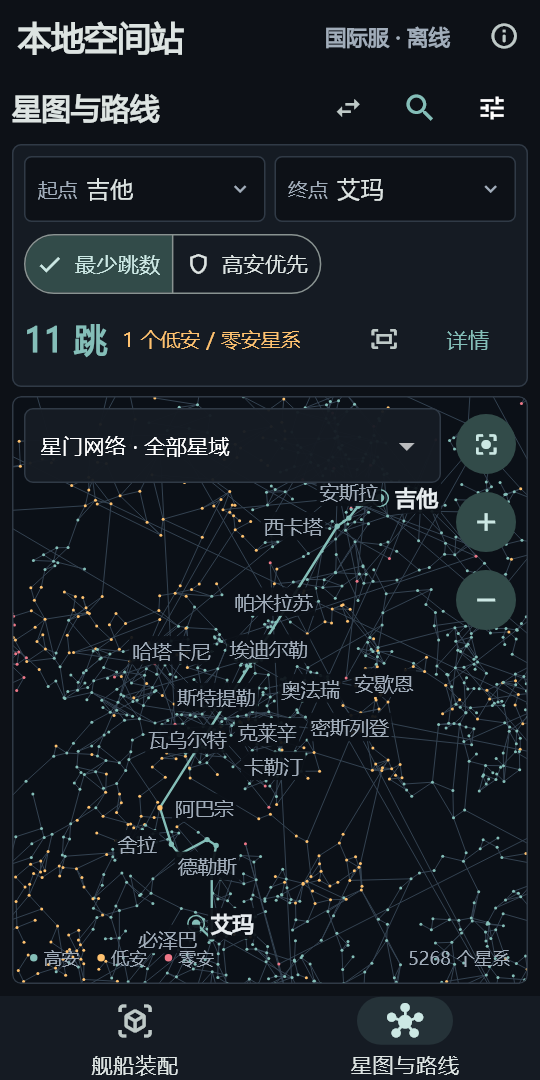 本地空间站
国际服 · 离线
星图与路线
起点 吉他
终点 艾玛
最少跳数
高安优先
11 跳
1 个低安 / 零安星系
详情
星门网络 · 全部星域
安斯拉
吉他
西卡塔
帕米拉苏
哈塔卡尼
埃迪尔勒
斯特提勒
奥法瑞
安歇恩
瓦乌尔特
克莱辛
密斯列登
卡勒汀
阿巴宗
舍拉
德勒斯
艾玛
必泽巴
高安
低安
零安
5268 个星系
舰船装配
星图与路线